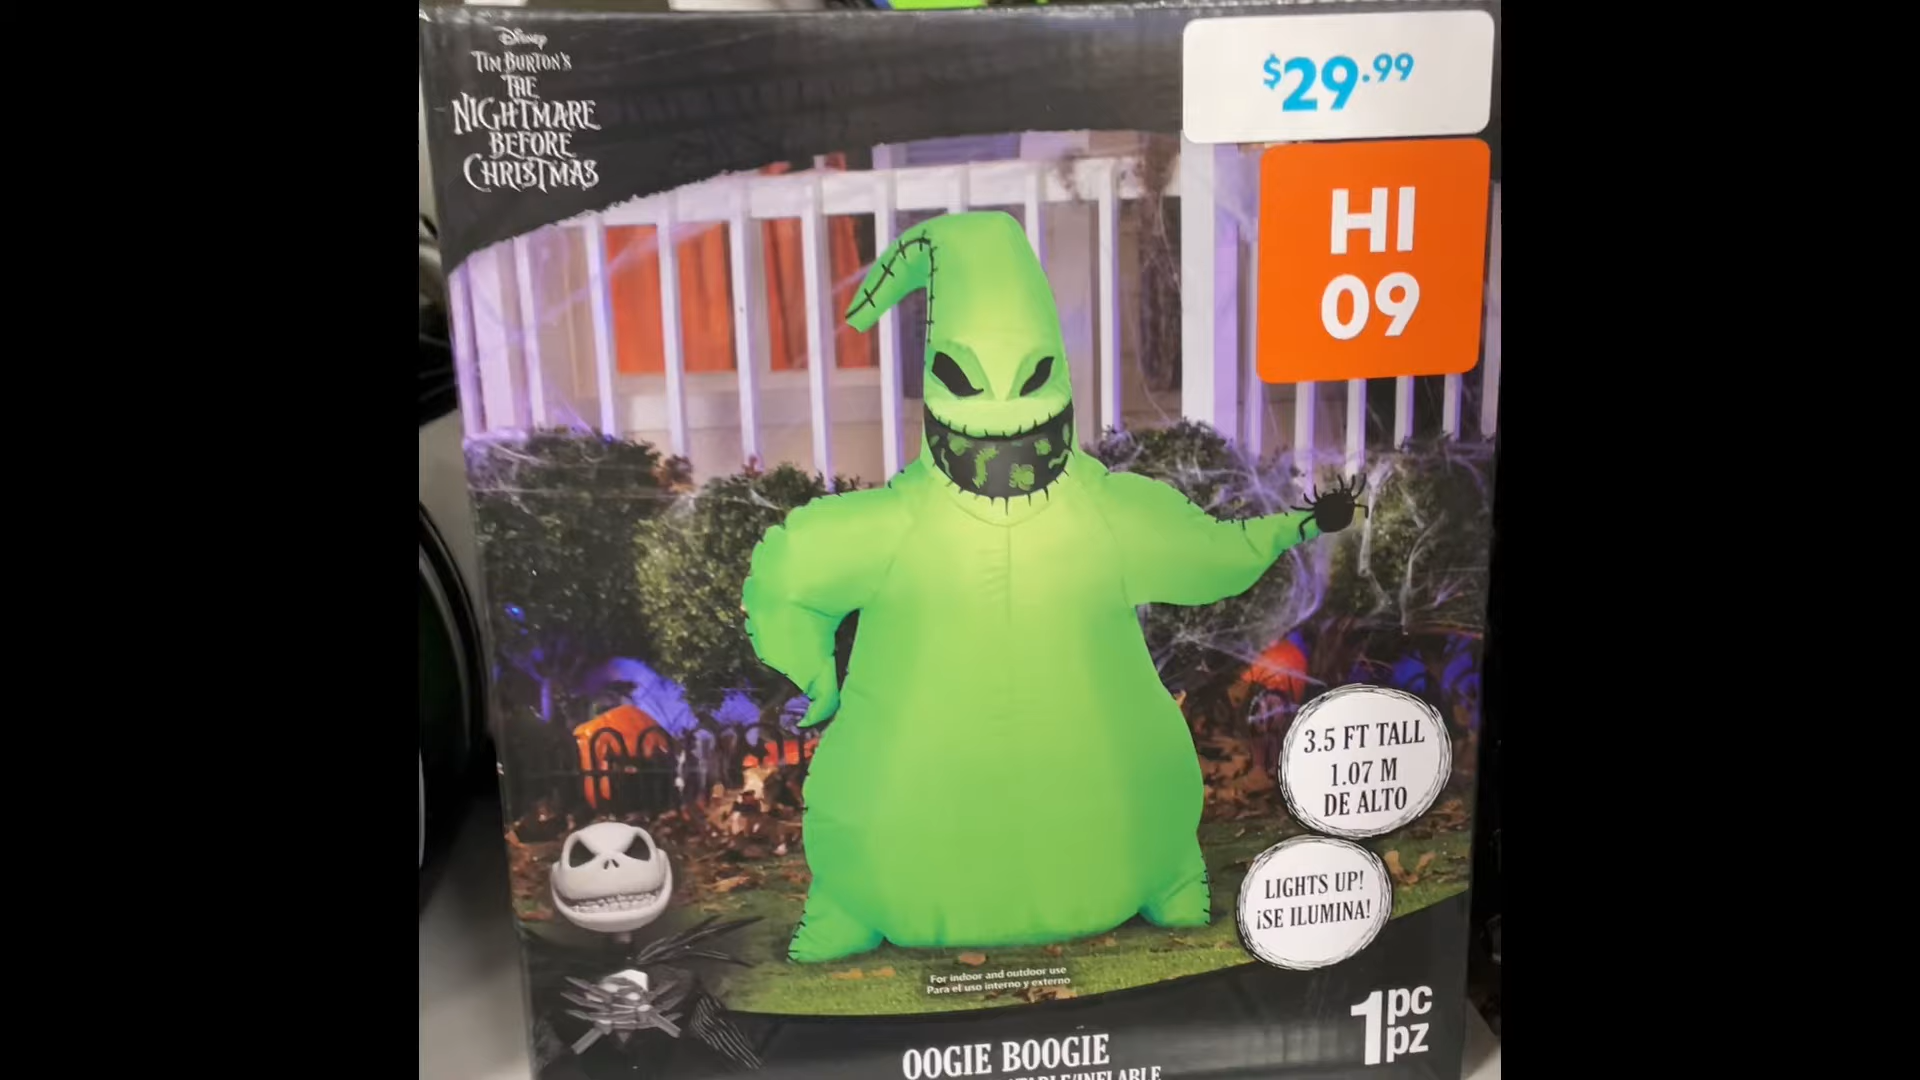 Disney
TIM BURTON'S
THE
NIGHTMARE
BEFORE
CHRISTMAS
$29.99
HI
09
3.5 FT TALL
1.07 M
DE ALTO
LIGHTS UP!
¡SE ILUMINA!
For indoor and outdoor use
Para el uso interno y externo
1 pc
pz
OOGIE BOOGIE